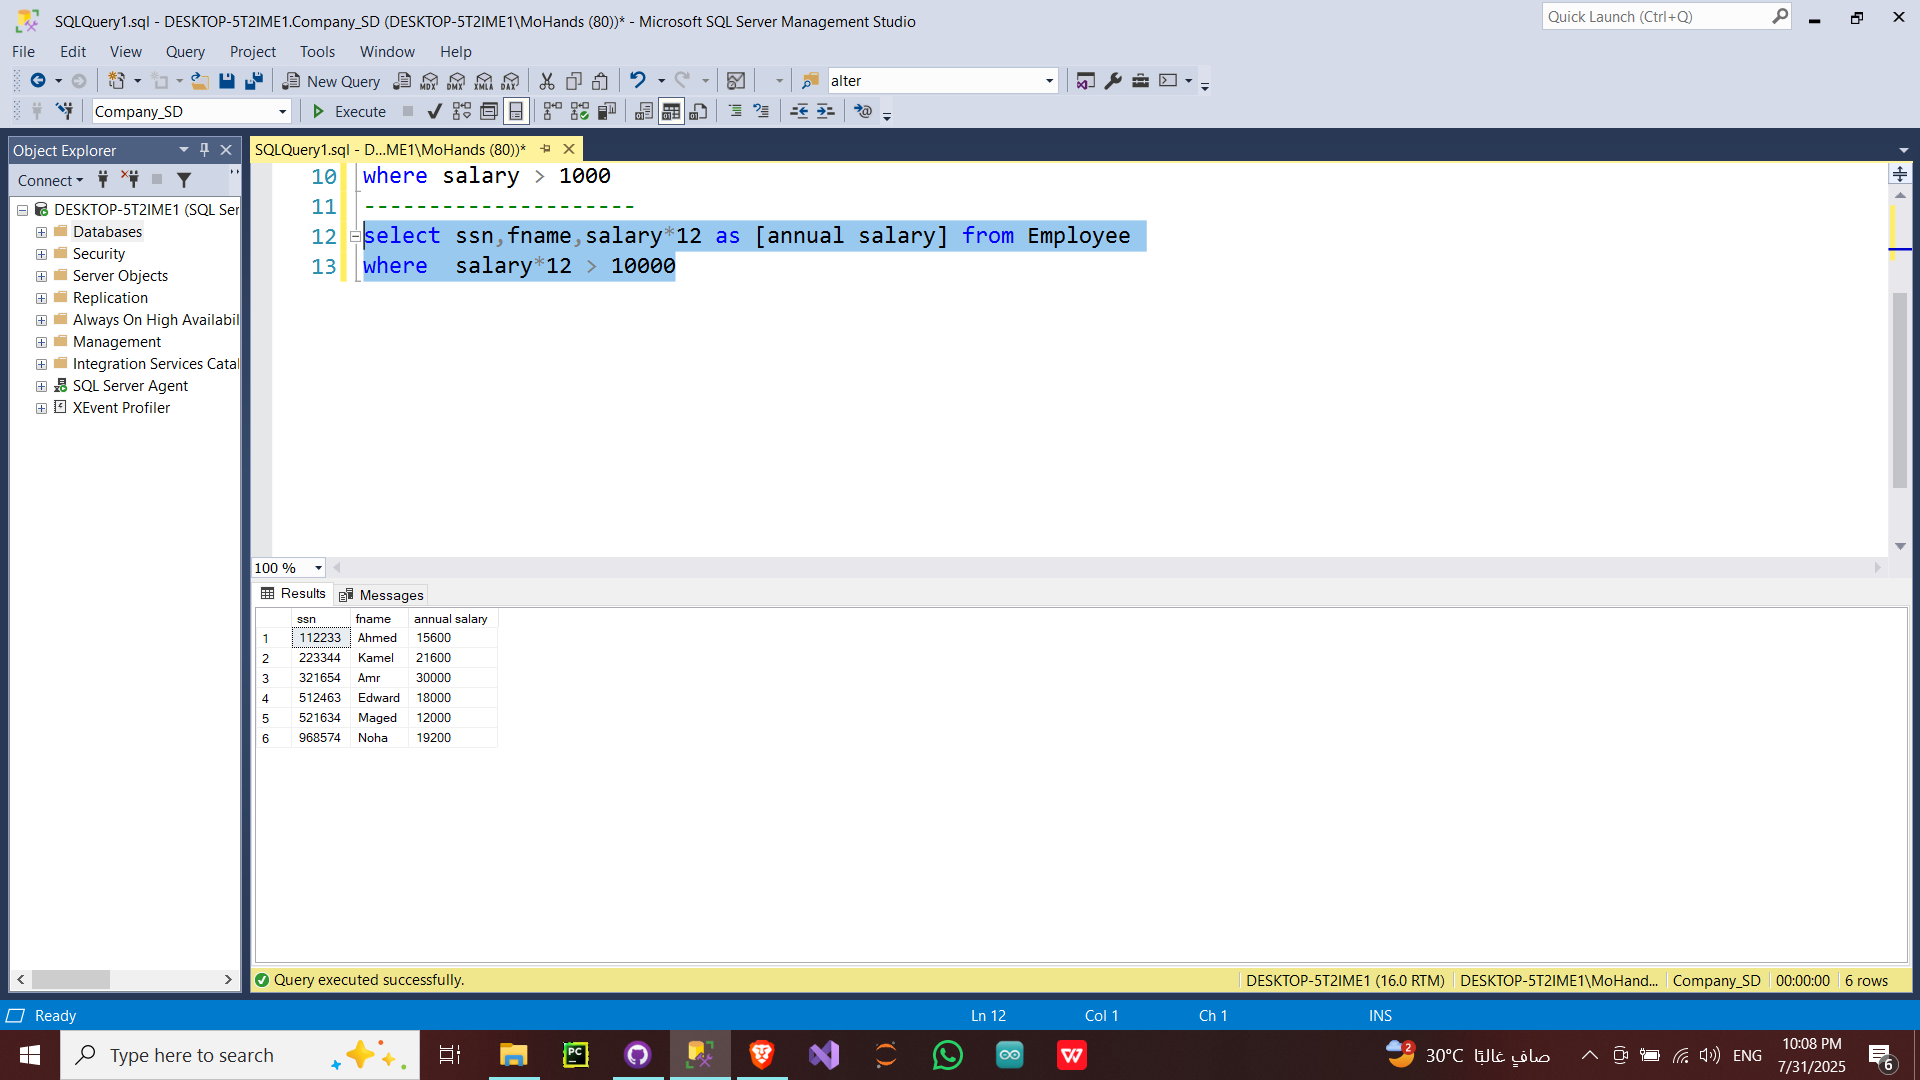 SQLQuery1.sql - DESKTOP-5T2IME1.Company_SD (DESKTOP-5T2IME1\MoHands (80))* - Microsoft SQL Server Management Studio
Quick Launch (Ctrl+Q)
File Edit View Query Project Tools Window Help
New Query MDX DMX XMLA DAX alter
Company_SD Execute
Object Explorer
SQLQuery1.sql - D...ME1\MoHands (80))*
Connect
DESKTOP-5T2IME1 (SQL Ser
Databases
Security
Server Objects
Replication
Always On High Availabil
Management
Integration Services Catal
SQL Server Agent
XEvent Profiler
10 where salary > 1000
11 ---------------------
12 select ssn,fname,salary*12 as [annual salary] from Employee
13 where  salary*12 > 10000
100 %
Results Messages
ssn fname annual salary
1 112233 Ahmed 15600
2 223344 Kamel 21600
3 321654 Amr 30000
4 512463 Edward 18000
5 521634 Maged 12000
6 968574 Noha 19200
Query executed successfully. DESKTOP-5T2IME1 (16.0 RTM) DESKTOP-5T2IME1\MoHand... Company_SD 00:00:00 6 rows
Ready Ln 12 Col 1 Ch 1 INS
Type here to search
PC
W
2
30°C صافٍ غالبًا
ENG
10:08 PM
7/31/2025
6